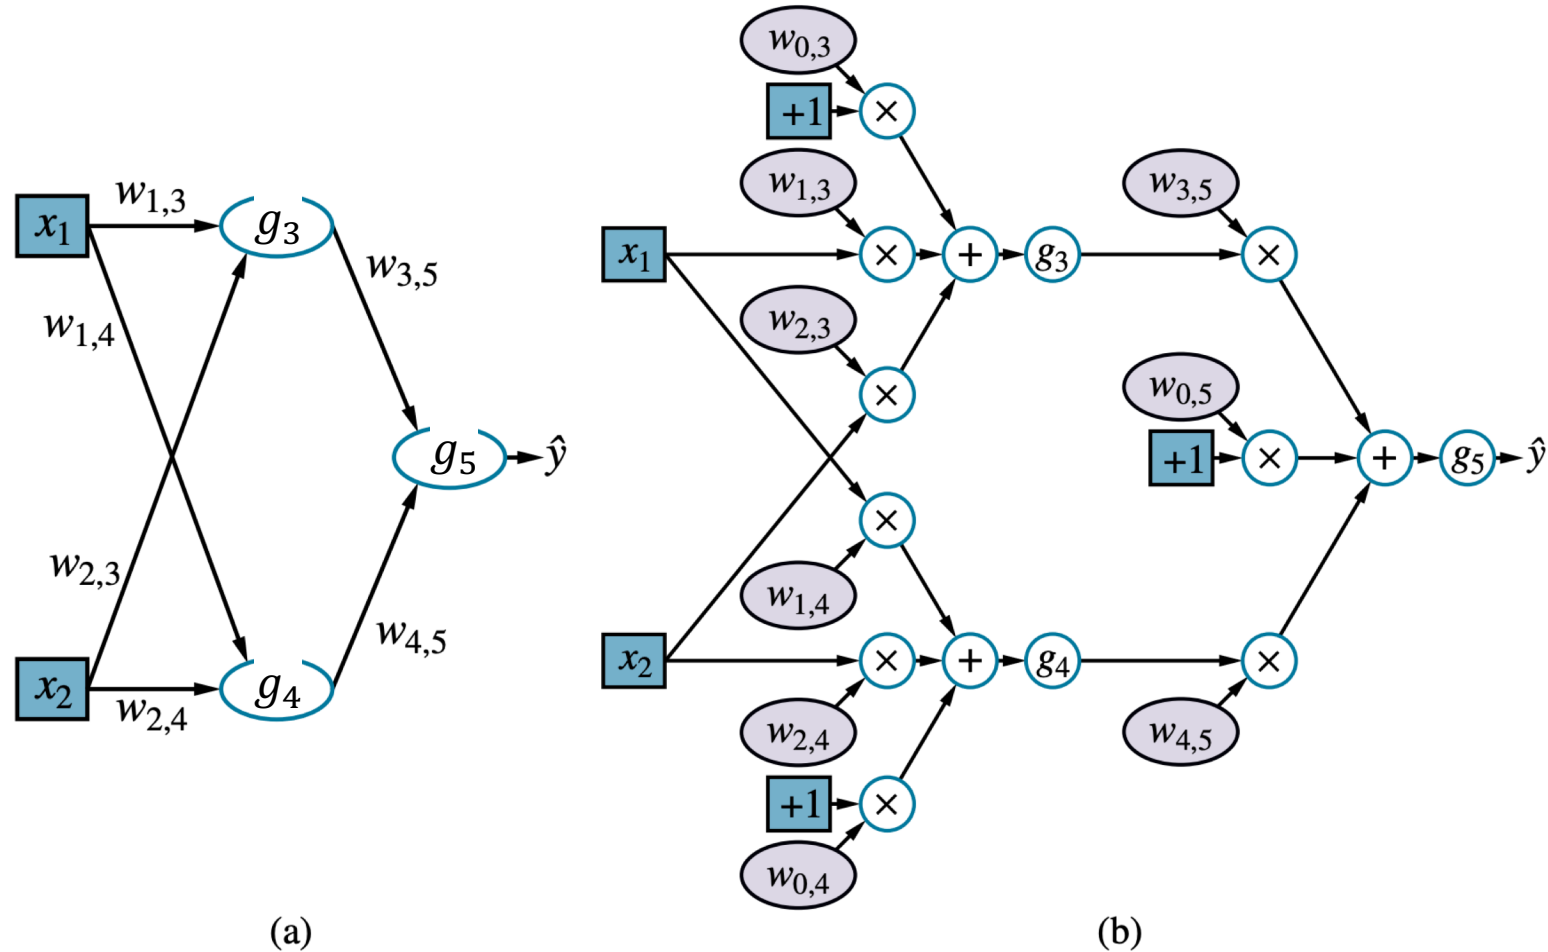 x₁
w₁,₃
g₃
w₃,₅
w₁,₄
g₅
ŷ
w₂,₃
w₄,₅
x₂
w₂,₄
g₄
(a)
w₀,₃
+1
×
w₁,₃
x₁
×
+
g₃
w₃,₅
×
w₂,₃
×
w₀,₅
+1
×
+
g₅
ŷ
×
w₁,₄
x₂
×
+
g₄
×
w₂,₄
w₄,₅
+1
×
w₀,₄
(b)